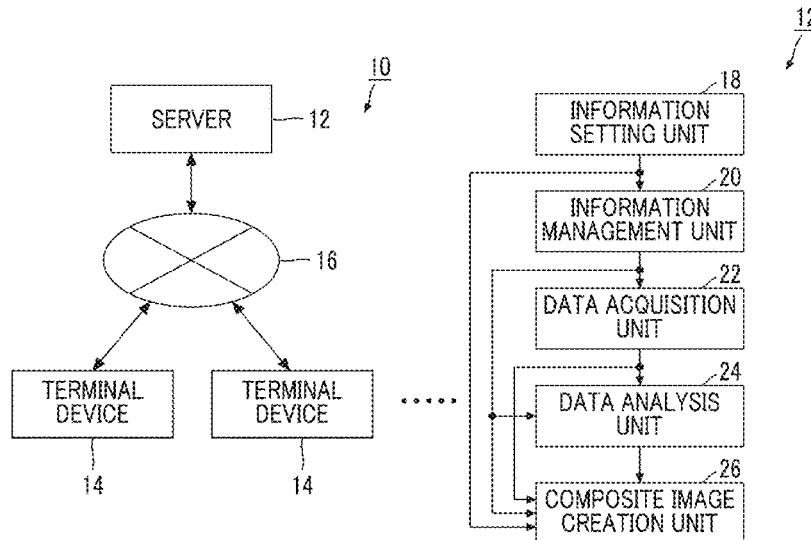 10
SERVER
12
16
TERMINAL
DEVICE
TERMINAL
DEVICE
14
14
12
18
INFORMATION
SETTING UNIT
20
INFORMATION
MANAGEMENT UNIT
22
DATA ACQUISITION
UNIT
24
DATA ANALYSIS
UNIT
26
COMPOSITE IMAGE
CREATION UNIT